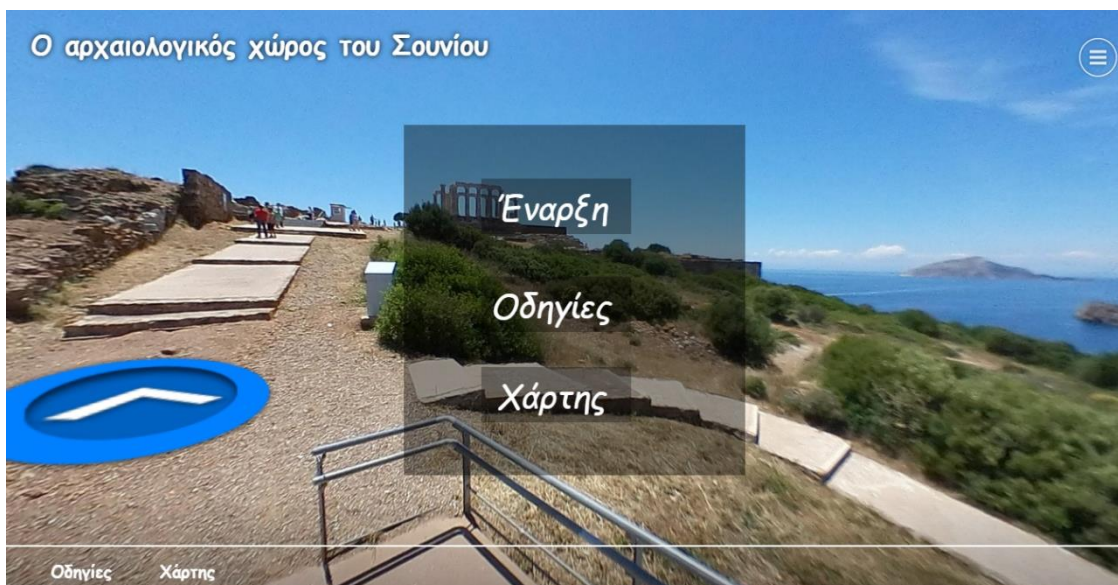 Ο αρχαιολογικός χώρος του Σουνίου
Έναρξη
Οδηγίες
Χάρτης
Οδηγίες Χάρτης